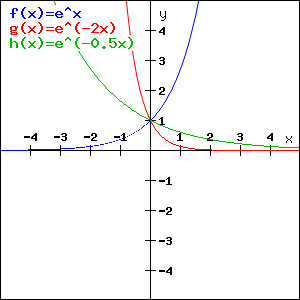 f(x)=e^x
g(x)=e^(-2x)
h(x)=e^(-0.5x)
y
4
3
2
1
-4 -3 -2 -1 1 2 3 4 x
-1
-2
-3
-4